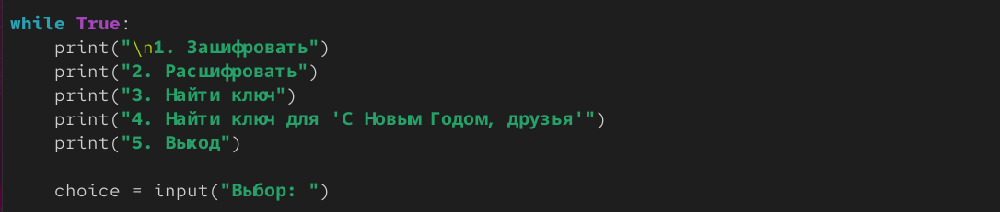 while True:
    print("\n1. Зашифровать")
    print("2. Расшифровать")
    print("3. Найти ключ")
    print("4. Найти ключ для 'С Новым Годом, друзья'")
    print("5. Выход")
    choice = input("Выбор: ")